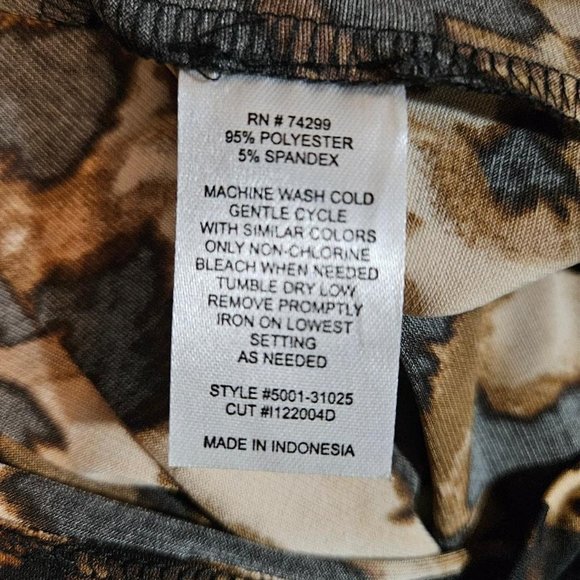 RN # 74299
95% POLYESTER
5% SPANDEX
MACHINE WASH COLD
GENTLE CYCLE
WITH SIMILAR COLORS
ONLY NON-CHLORINE
BLEACH WHEN NEEDED
TUMBLE DRY LOW
REMOVE PROMPTLY
IRON ON LOWEST
SETTING
AS NEEDED
STYLE #5001-31025
CUT #I122004D
MADE IN INDONESIA